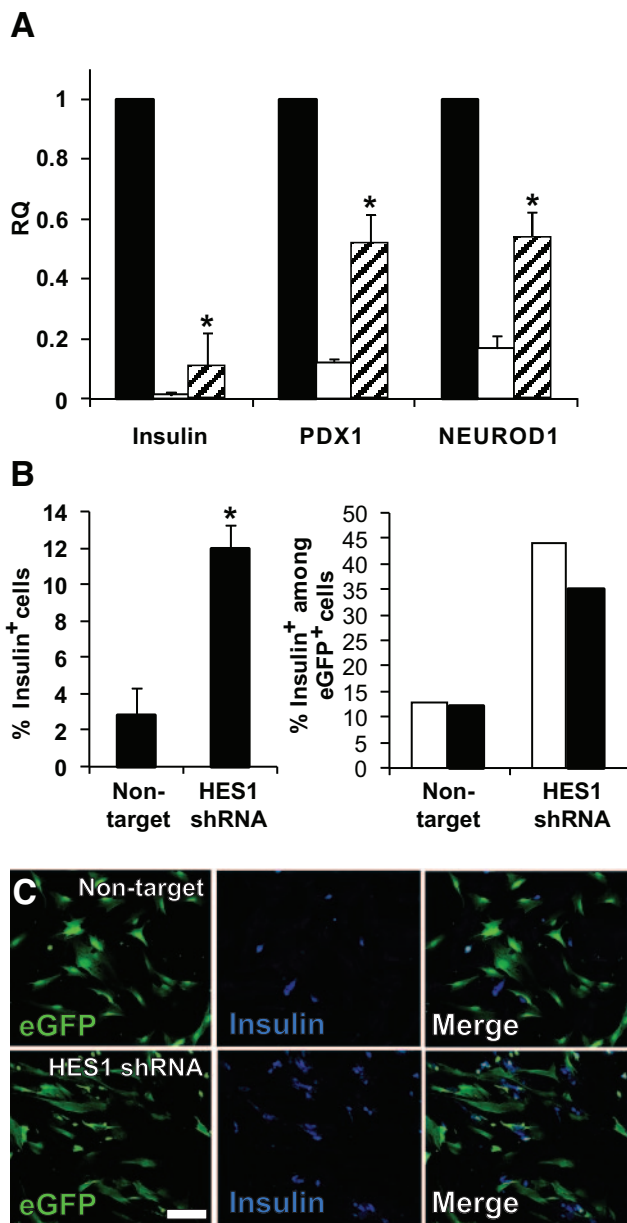 A
1
0.8
0.6
0.4
0.2
0
RQ
*
*
*
Insulin PDX1 NEUROD1
B
14
12
10
8
6
4
2
0
% Insulin+ cells
*
Non-
target
HES1
shRNA
50
45
40
35
30
25
20
15
10
5
0
% Insulin+ among
eGFP+ cells
Non-
target
HES1
shRNA
C
Non-target
eGFP
Insulin
Merge
HES1 shRNA
eGFP
Insulin
Merge